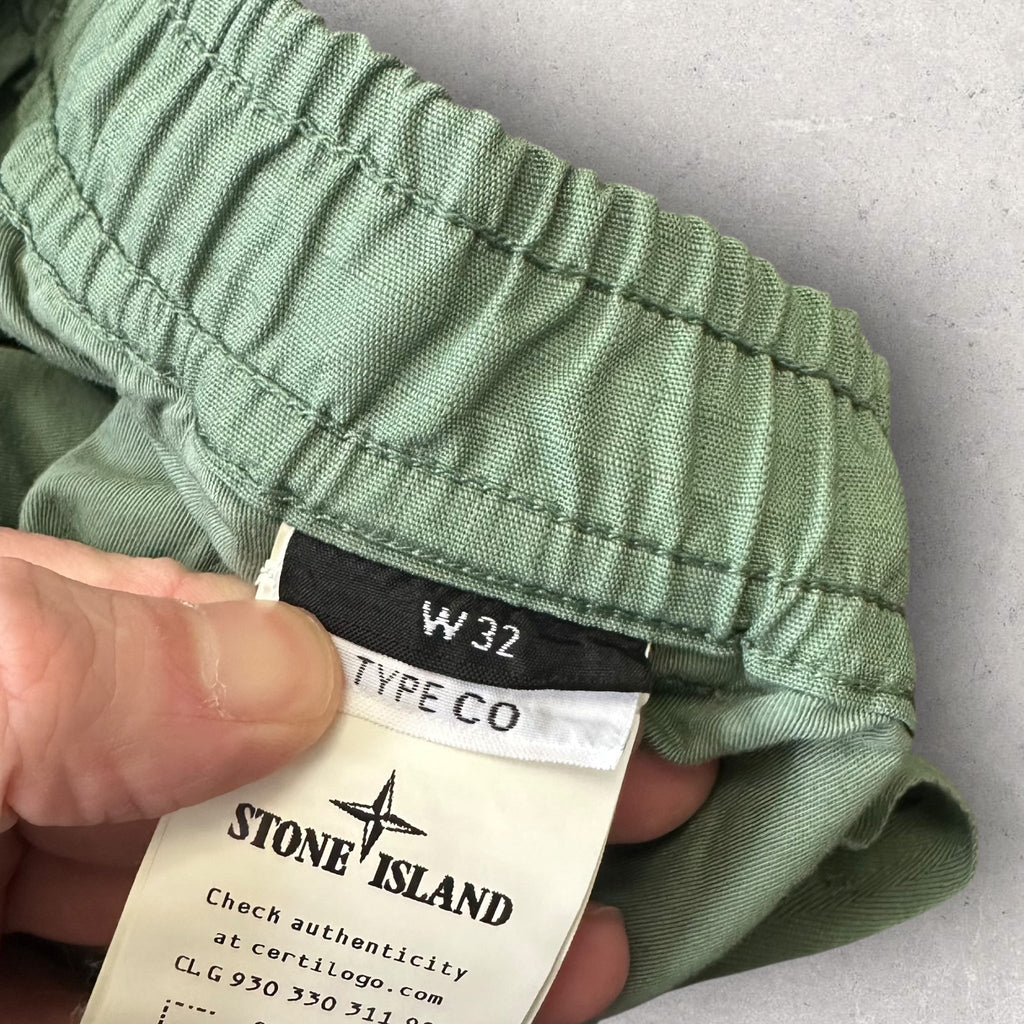 W 32
TYPE CO
STONE ISLAND
Check authenticity
at certilogo.com
CLG 930 330 311